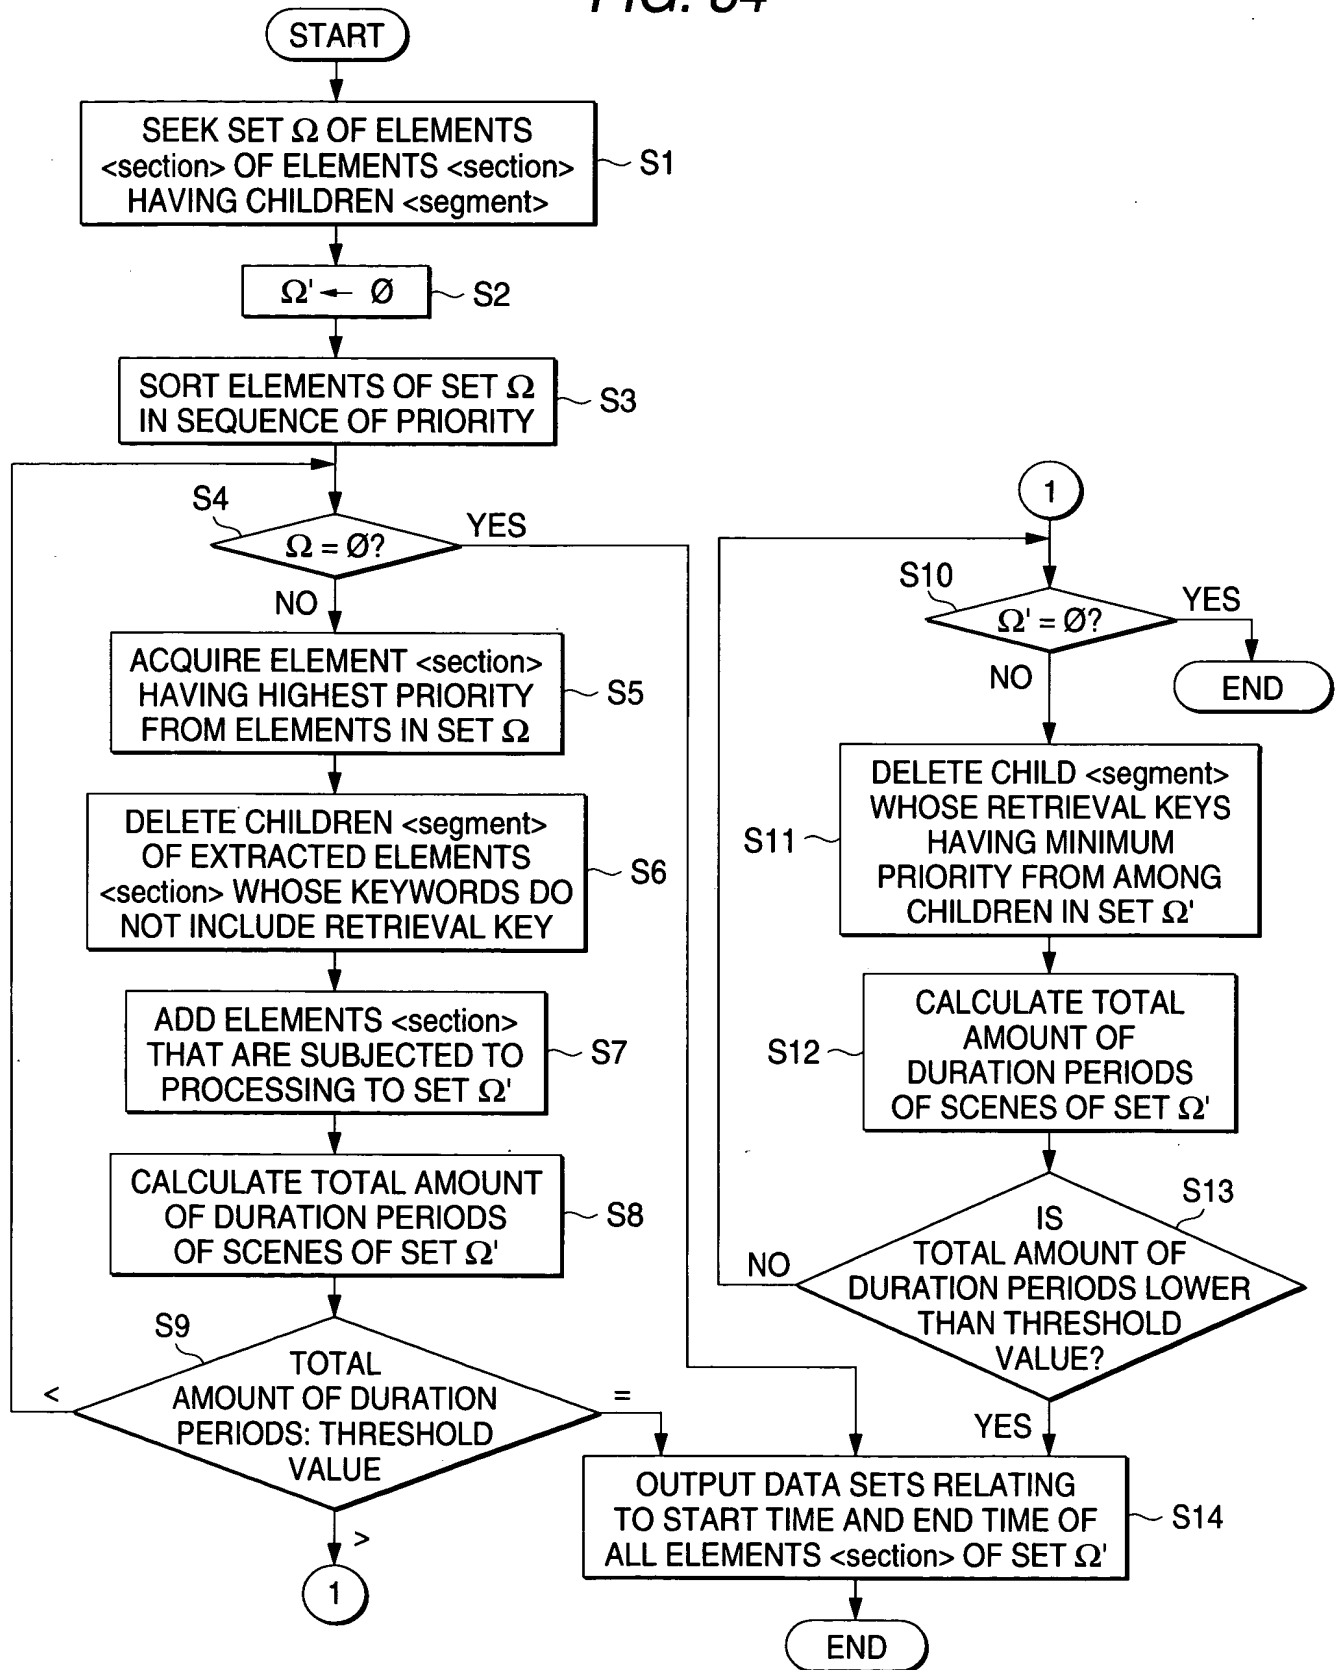 FIG. 34
START
SEEK SET Ω OF ELEMENTS
<section> OF ELEMENTS <section>
HAVING CHILDREN <segment>
S1
Ω' ← Ø
S2
SORT ELEMENTS OF SET Ω
IN SEQUENCE OF PRIORITY
S3
S4
Ω = Ø?
YES
NO
ACQUIRE ELEMENT <section>
HAVING HIGHEST PRIORITY
FROM ELEMENTS IN SET Ω
S5
DELETE CHILDREN <segment>
OF EXTRACTED ELEMENTS
<section> WHOSE KEYWORDS DO
NOT INCLUDE RETRIEVAL KEY
S6
ADD ELEMENTS <section>
THAT ARE SUBJECTED TO
PROCESSING TO SET Ω'
S7
CALCULATE TOTAL AMOUNT
OF DURATION PERIODS
OF SCENES OF SET Ω'
S8
S9
TOTAL
AMOUNT OF DURATION
PERIODS: THRESHOLD
VALUE
<
=
>
1
1
S10
Ω' = Ø?
YES
NO
END
DELETE CHILD <segment>
WHOSE RETRIEVAL KEYS
HAVING MINIMUM
PRIORITY FROM AMONG
CHILDREN IN SET Ω'
S11
CALCULATE TOTAL
AMOUNT OF
DURATION PERIODS
OF SCENES OF SET Ω'
S12
S13
IS
TOTAL AMOUNT OF
DURATION PERIODS LOWER
THAN THRESHOLD
VALUE?
NO
YES
OUTPUT DATA SETS RELATING
TO START TIME AND END TIME OF
ALL ELEMENTS <section> OF SET Ω'
S14
END